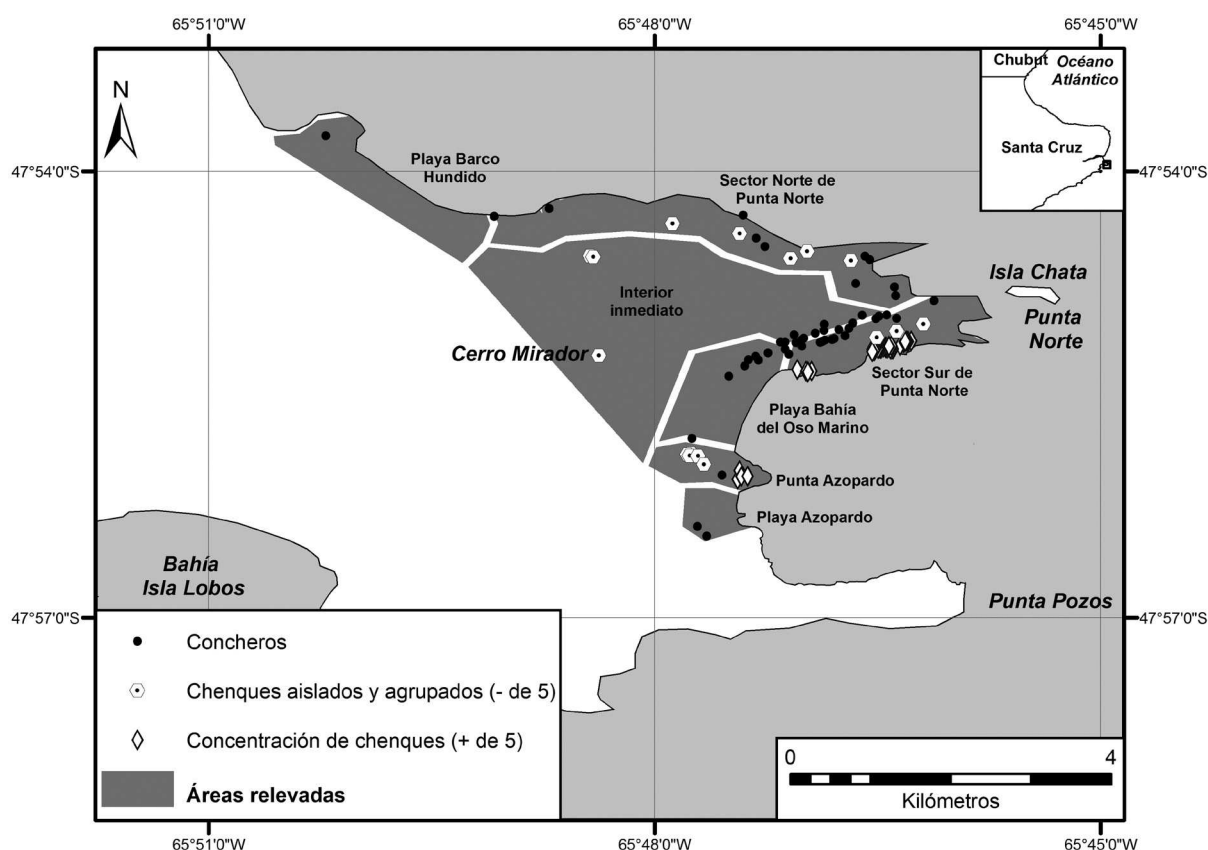 65°51'0"W
65°48'0"W
65°45'0"W
Chubut
Océano
Atlántico
Santa Cruz
N
47°54'0"S
47°54'0"S
Playa Barco
Hundido
Sector Norte de
Punta Norte
Isla Chata
Punta
Norte
Interior
inmediato
Cerro Mirador
Sector Sur de
Punta Norte
Playa Bahía
del Oso Marino
Punta Azopardo
Playa Azopardo
Bahía
Isla Lobos
Punta Pozos
47°57'0"S
47°57'0"S
Concheros
Chenques aislados y agrupados (- de 5)
Concentración de chenques (+ de 5)
Áreas relevadas
0
4
Kilómetros
65°51'0"W
65°48'0"W
65°45'0"W